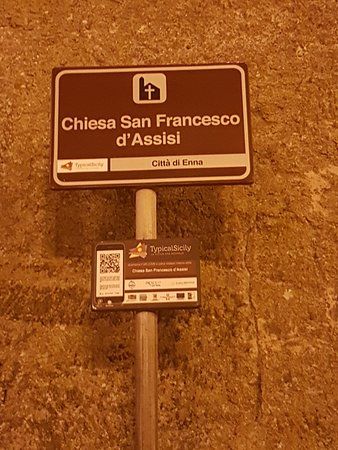 Chiesa San Francesco
d'Assisi
TypicalSicily
Città di Enna
TypicalSicily
Chiesa San Francesco d'Assisi